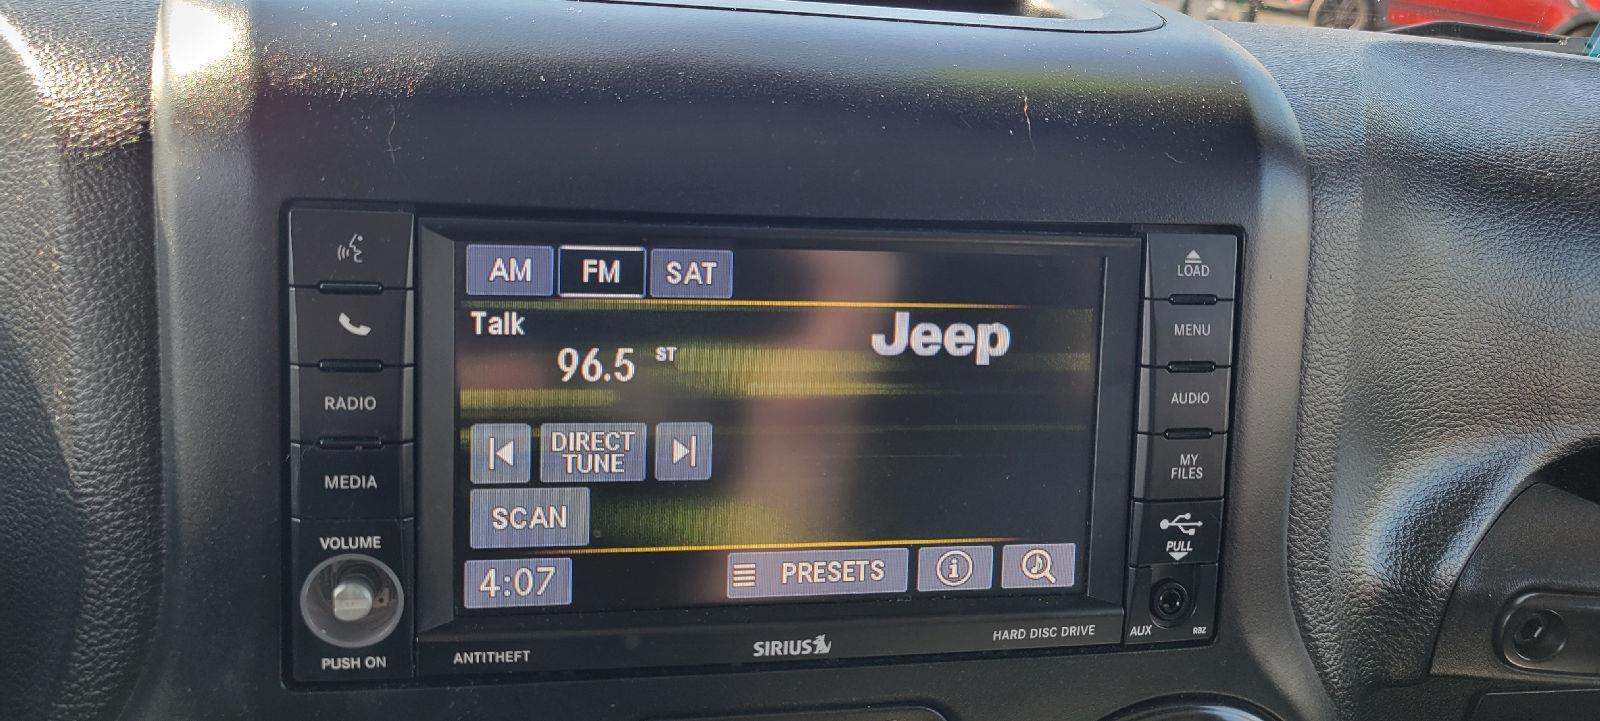 AM FM SAT
Talk
96.5 ST
Jeep
DIRECT
TUNE
SCAN
4:07
PRESETS
i
RADIO
MEDIA
VOLUME
PUSH ON
LOAD
MENU
AUDIO
MY
FILES
PULL
AUX RBZ
ANTITHEFT
SIRIUS
HARD DISC DRIVE